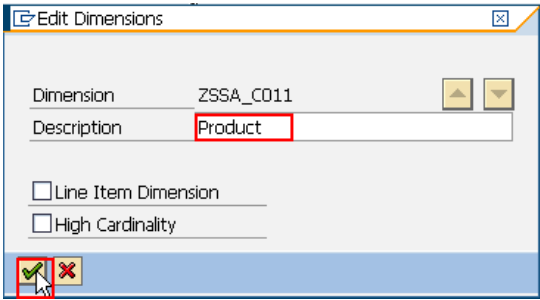 Edit Dimensions
Dimension ZSSA_C011
Description Product
Line Item Dimension
High Cardinality